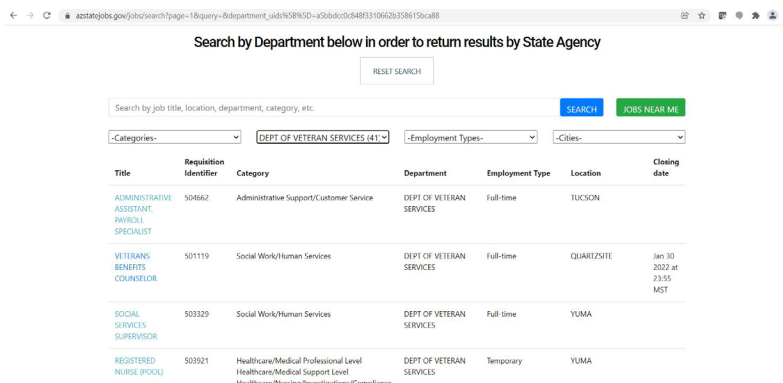 azstatejobs.gov/jobs/search?page=1&query=&department_uids%5B%5D=a5bbdcc0c848f3310662b358615bca88
Search by Department below in order to return results by State Agency
RESET SEARCH
Search by job title, location, department, category, etc.
SEARCH
JOBS NEAR ME
-Categories-
DEPT OF VETERAN SERVICES (41)
-Employment Types-
-Cities-
Title Requisition Identifier Category Department Employment Type Location Closing date
ADMINISTRATIVE 504662 Administrative Support/Customer Service DEPT OF VETERAN Full-time TUCSON
ASSISTANT, SERVICES
PAYROLL
SPECIALIST
VETERANS 501119 Social Work/Human Services DEPT OF VETERAN Full-time QUARTZSITE Jan 30
BENEFITS SERVICES 2022 at
COUNSELOR 23:55
MST
SOCIAL 503329 Social Work/Human Services DEPT OF VETERAN Full-time YUMA
SERVICES SERVICES
SUPERVISOR
REGISTERED 503921 Healthcare/Medical Professional Level DEPT OF VETERAN Temporary YUMA
NURSE (POOL) Healthcare/Medical Support Level SERVICES
Healthcare/Nursing/Investigations/Compliance